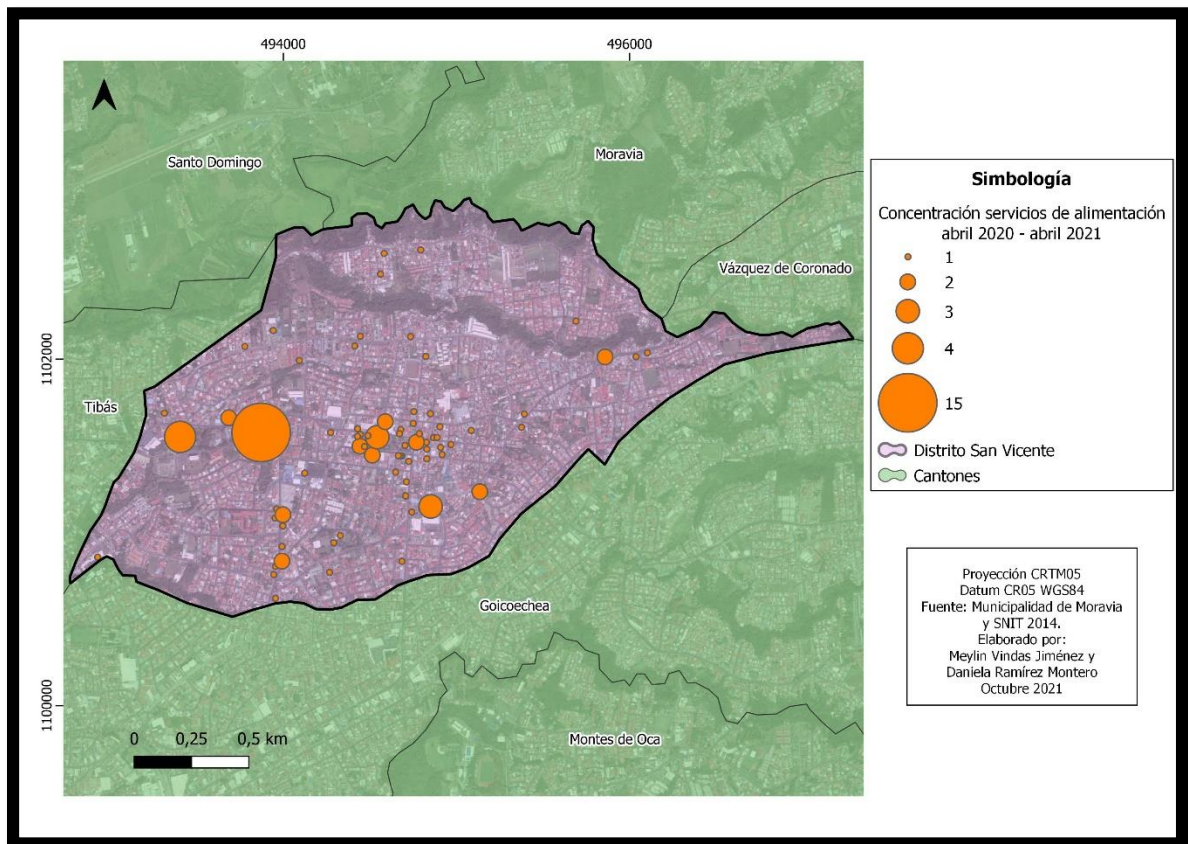 494000
496000
1102000
1100000
Santo Domingo
Moravia
Vázquez de Coronado
Tibás
Goicoechea
Montes de Oca
0 0,25 0,5 km
Simbología
Concentración servicios de alimentación
abril 2020 - abril 2021
1
2
3
4
15
Distrito San Vicente
Cantones
Proyección CRTM05
Datum CR05 WGS84
Fuente: Municipalidad de Moravia
y SNIT 2014.
Elaborado por:
Meylin Vindas Jiménez y
Daniela Ramírez Montero
Octubre 2021